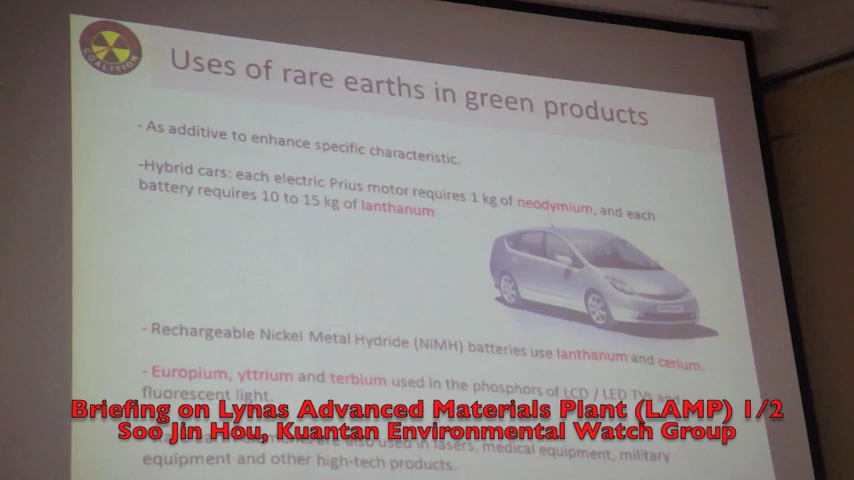 COALITION
Uses of rare earths in green products
- As additive to enhance specific characteristic.
-Hybrid cars: each electric Prius motor requires 1 kg of neodymium, and each
battery requires 10 to 15 kg of lanthanum
- Rechargeable Nickel Metal Hydride (NiMH) batteries use lanthanum and cerium.
- Europium, yttrium and terbium used in the phosphors of LCD / LED TVs and
fluorescent light.
Briefing on Lynas Advanced Materials Plant (LAMP) 1/2
Soo Jin Hou, Kuantan Environmental Watch Group
are also used in lasers, medical equipment, military
equipment and other high-tech products.